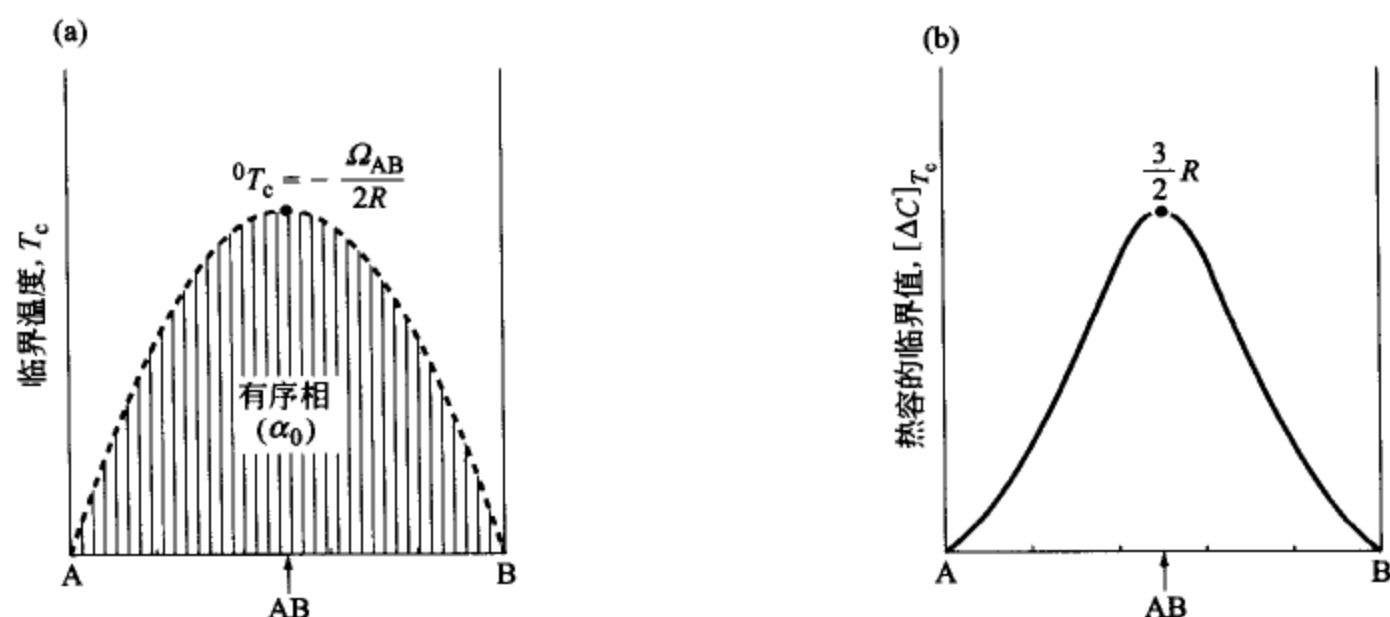 (a)
⁰T_c = − Ω_AB / 2R
临界温度, T_c
有序相
(α₀)
A
B
AB
(b)
3/2 R
热容的临界值, [ΔC]_{T_c}
A
B
AB